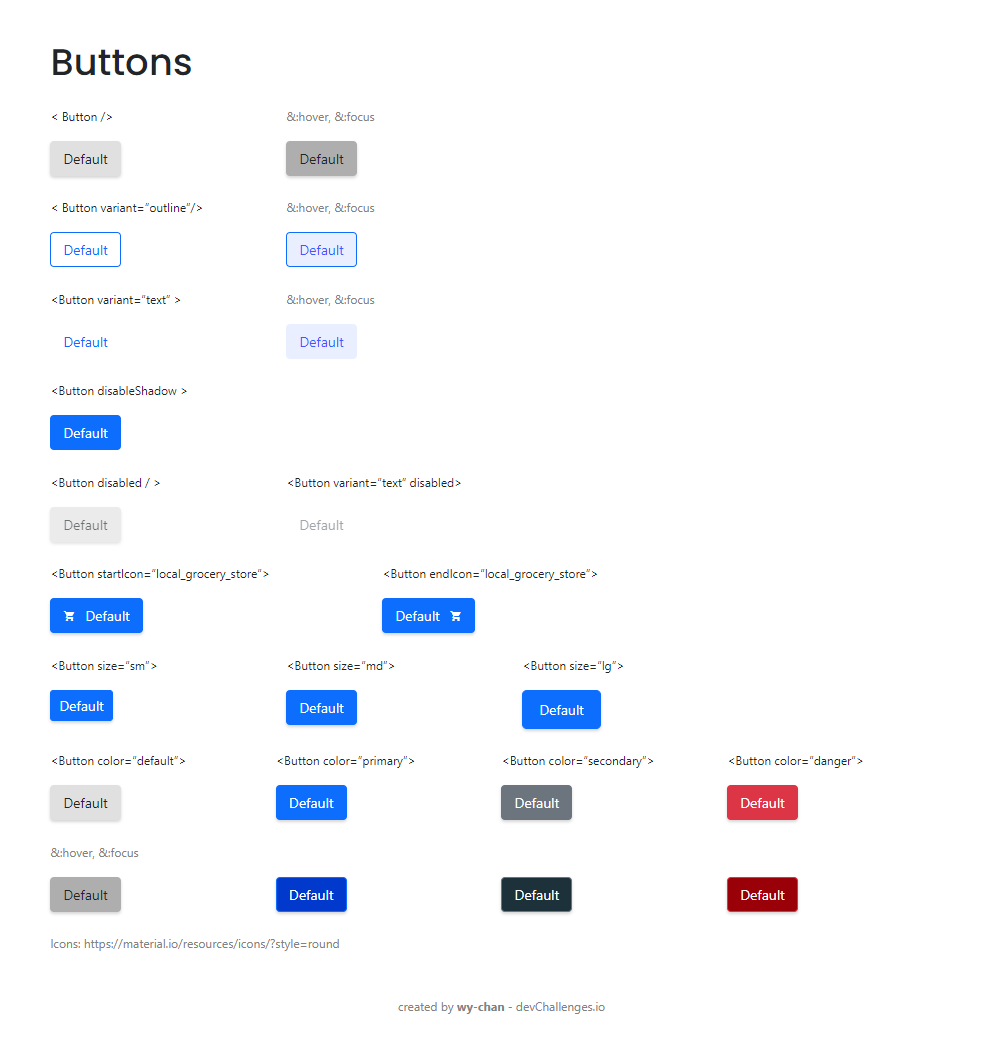 Buttons
< Button />    &:hover, &:focus
Default    Default
< Button variant=”outline”/>    &:hover, &:focus
Default    Default
<Button variant=”text” >    &:hover, &:focus
Default    Default
<Button disableShadow >
Default
<Button disabled / >    <Button variant=”text” disabled>
Default    Default
<Button startIcon=”local_grocery_store”>    <Button endIcon=”local_grocery_store”>
Default    Default
<Button size=”sm”>    <Button size=”md”>    <Button size=”lg”>
Default    Default    Default
<Button color=”default”>    <Button color=”primary”>    <Button color=”secondary”>    <Button color=”danger”>
Default    Default    Default    Default
&:hover, &:focus
Default    Default    Default    Default
Icons: https://material.io/resources/icons/?style=round
created by wy-chan - devChallenges.io